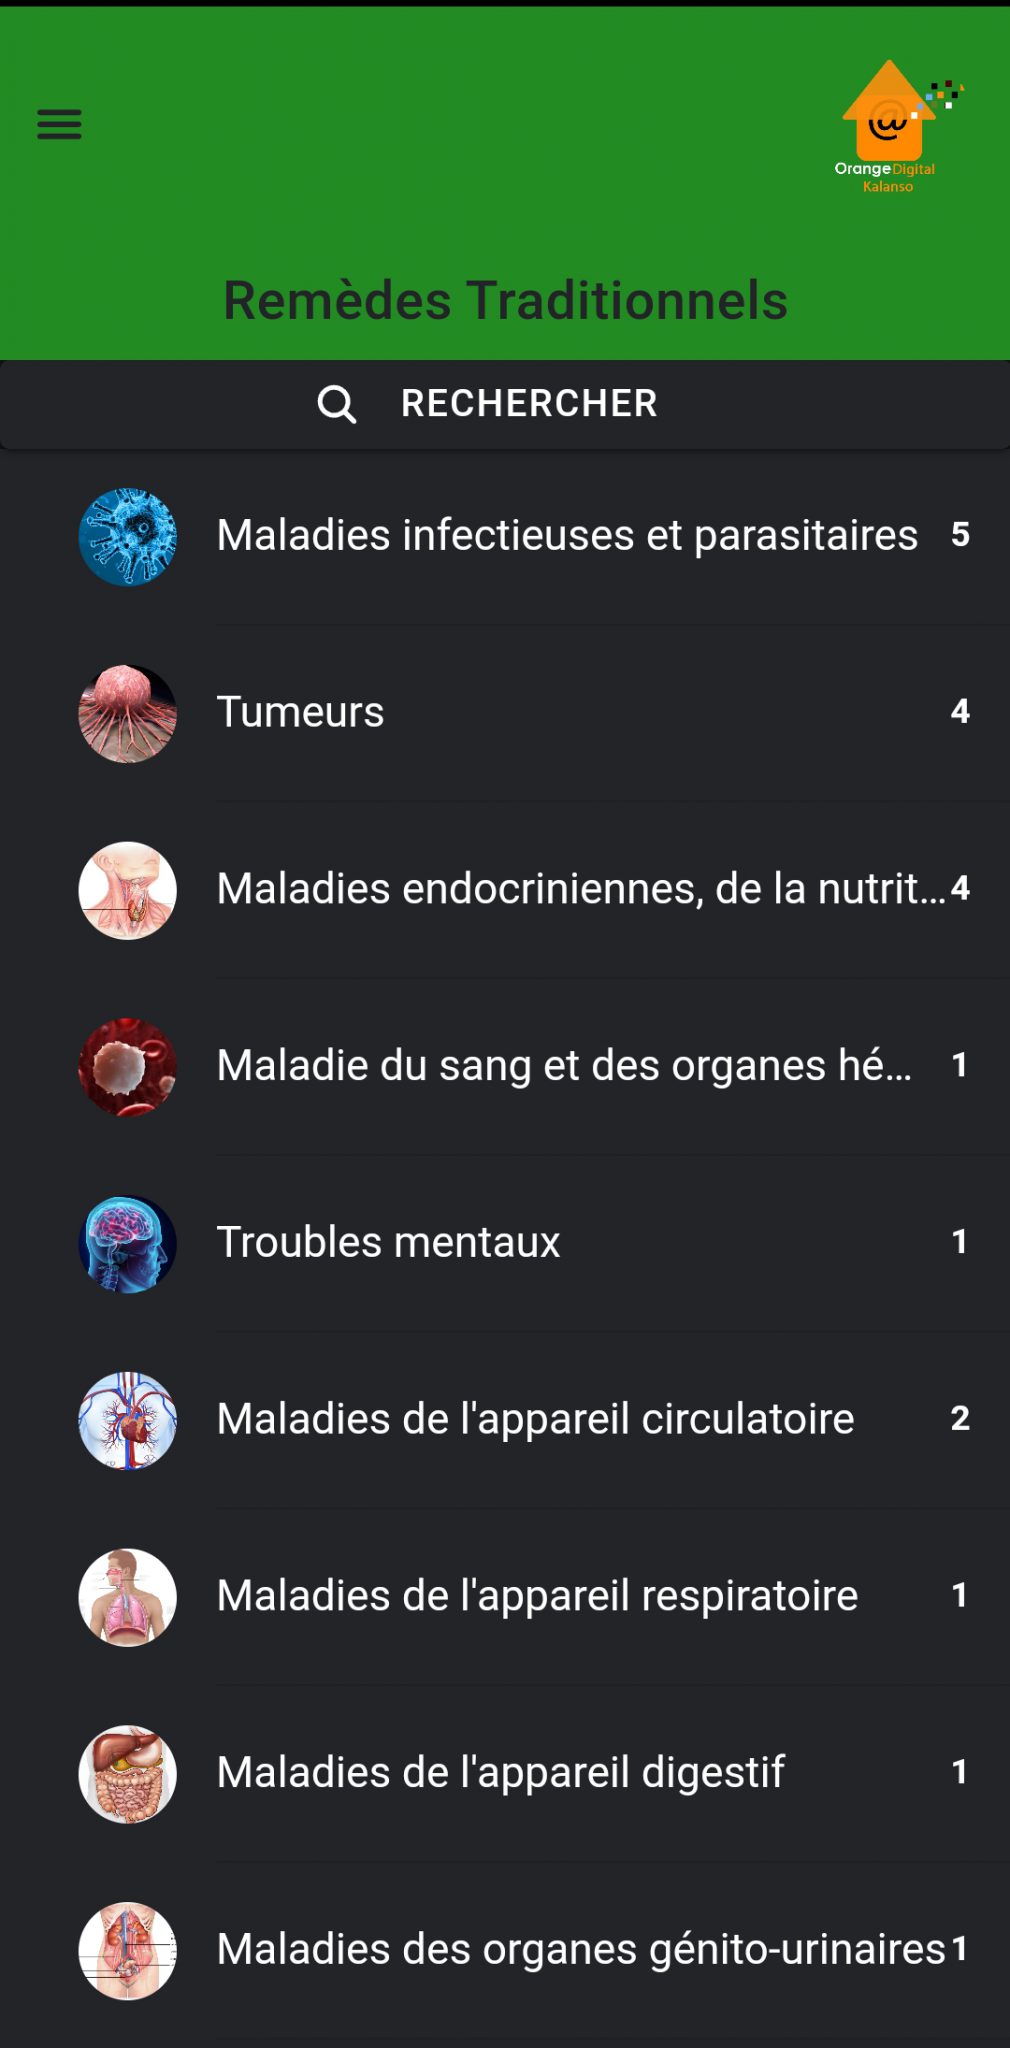 @
Orange Digital
Kalanso
Remèdes Traditionnels
RECHERCHER
Maladies infectieuses et parasitaires 5
Tumeurs 4
Maladies endocriniennes, de la nutrit... 4
Maladie du sang et des organes hé... 1
Troubles mentaux 1
Maladies de l'appareil circulatoire 2
Maladies de l'appareil respiratoire 1
Maladies de l'appareil digestif 1
Maladies des organes génito-urinaires 1